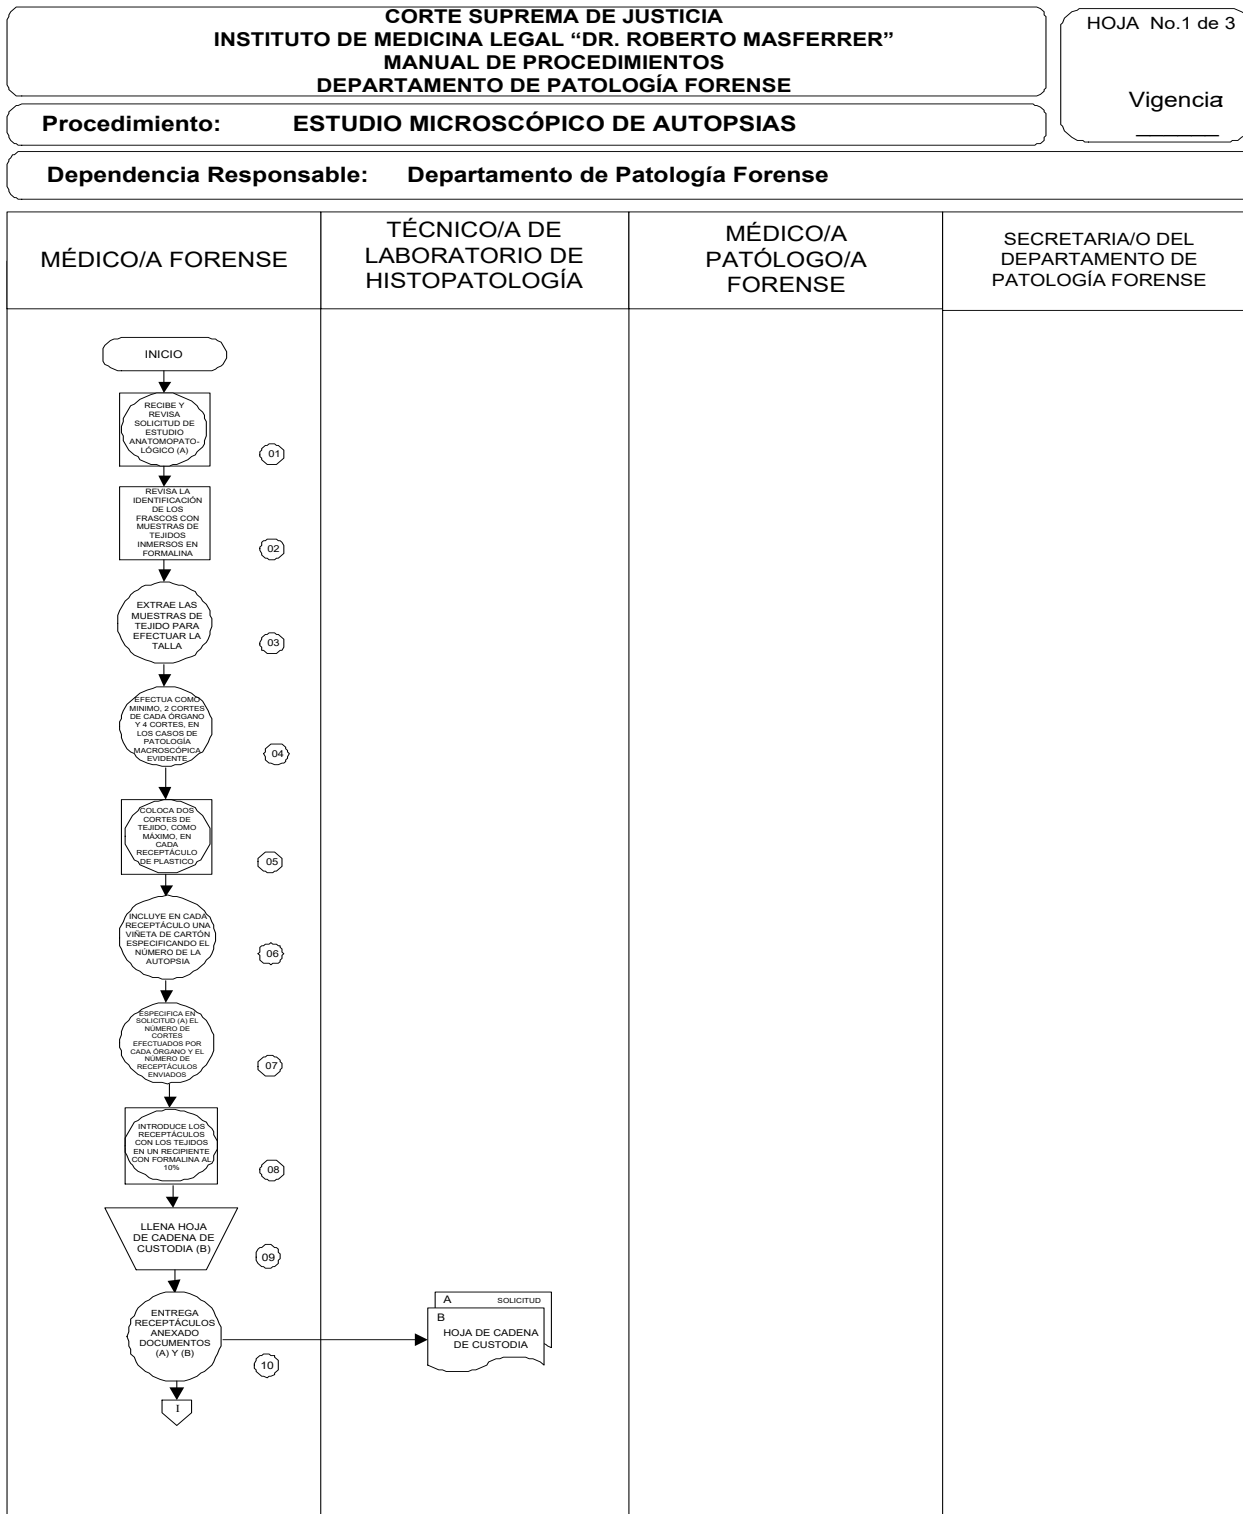 CORTE SUPREMA DE JUSTICIA
INSTITUTO DE MEDICINA LEGAL “DR. ROBERTO MASFERRER”
MANUAL DE PROCEDIMIENTOS
DEPARTAMENTO DE PATOLOGÍA FORENSE
HOJA No.1 de 3
Vigencia:
Procedimiento: ESTUDIO MICROSCÓPICO DE AUTOPSIAS
Dependencia Responsable: Departamento de Patología Forense
MÉDICO/A FORENSE
TÉCNICO/A DE
LABORATORIO DE
HISTOPATOLOGÍA
MÉDICO/A
PATÓLOGO/A
FORENSE
SECRETARIA/O DEL
DEPARTAMENTO DE
PATOLOGÍA FORENSE
INICIO
RECIBE Y
REVISA
SOLICITUD DE
ESTUDIO
ANATOMOPATO-
LÓGICO (A)
01
REVISA LA
IDENTIFICACIÓN
DE LOS
FRASCOS CON
MUESTRAS DE
TEJIDOS
INMERSOS EN
FORMALINA
02
EXTRAE LAS
MUESTRAS DE
TEJIDO PARA
EFECTUAR LA
TALLA
03
EFECTUA COMO
MINIMO, 2 CORTES
DE CADA ÓRGANO
Y 4 CORTES, EN
LOS CASOS DE
PATOLOGÍA
MACROSCÓPICA
EVIDENTE
04
COLOCA DOS
CORTES DE
TEJIDO, COMO
MÁXIMO, EN
CADA
RECEPTÁCULO
DE PLASTICO
05
INCLUYE EN CADA
RECEPTÁCULO UNA
VIÑETA DE CARTÓN
ESPECIFICANDO EL
NÚMERO DE LA
AUTOPSIA
06
ESPECIFICA EN
SOLICITUD (A) EL
NÚMERO DE
CORTES
EFECTUADOS POR
CADA ÓRGANO Y EL
NÚMERO DE
RECEPTÁCULOS
ENVIADOS
07
INTRODUCE LOS
RECEPTÁCULOS
CON LOS TEJIDOS
EN UN RECIPIENTE
CON FORMALINA AL
10%
08
LLENA HOJA
DE CADENA DE
CUSTODIA (B)
09
ENTREGA
RECEPTÁCULOS
ANEXADO
DOCUMENTOS
(A) Y (B)
10
A SOLICITUD
B
HOJA DE CADENA
DE CUSTODIA
I